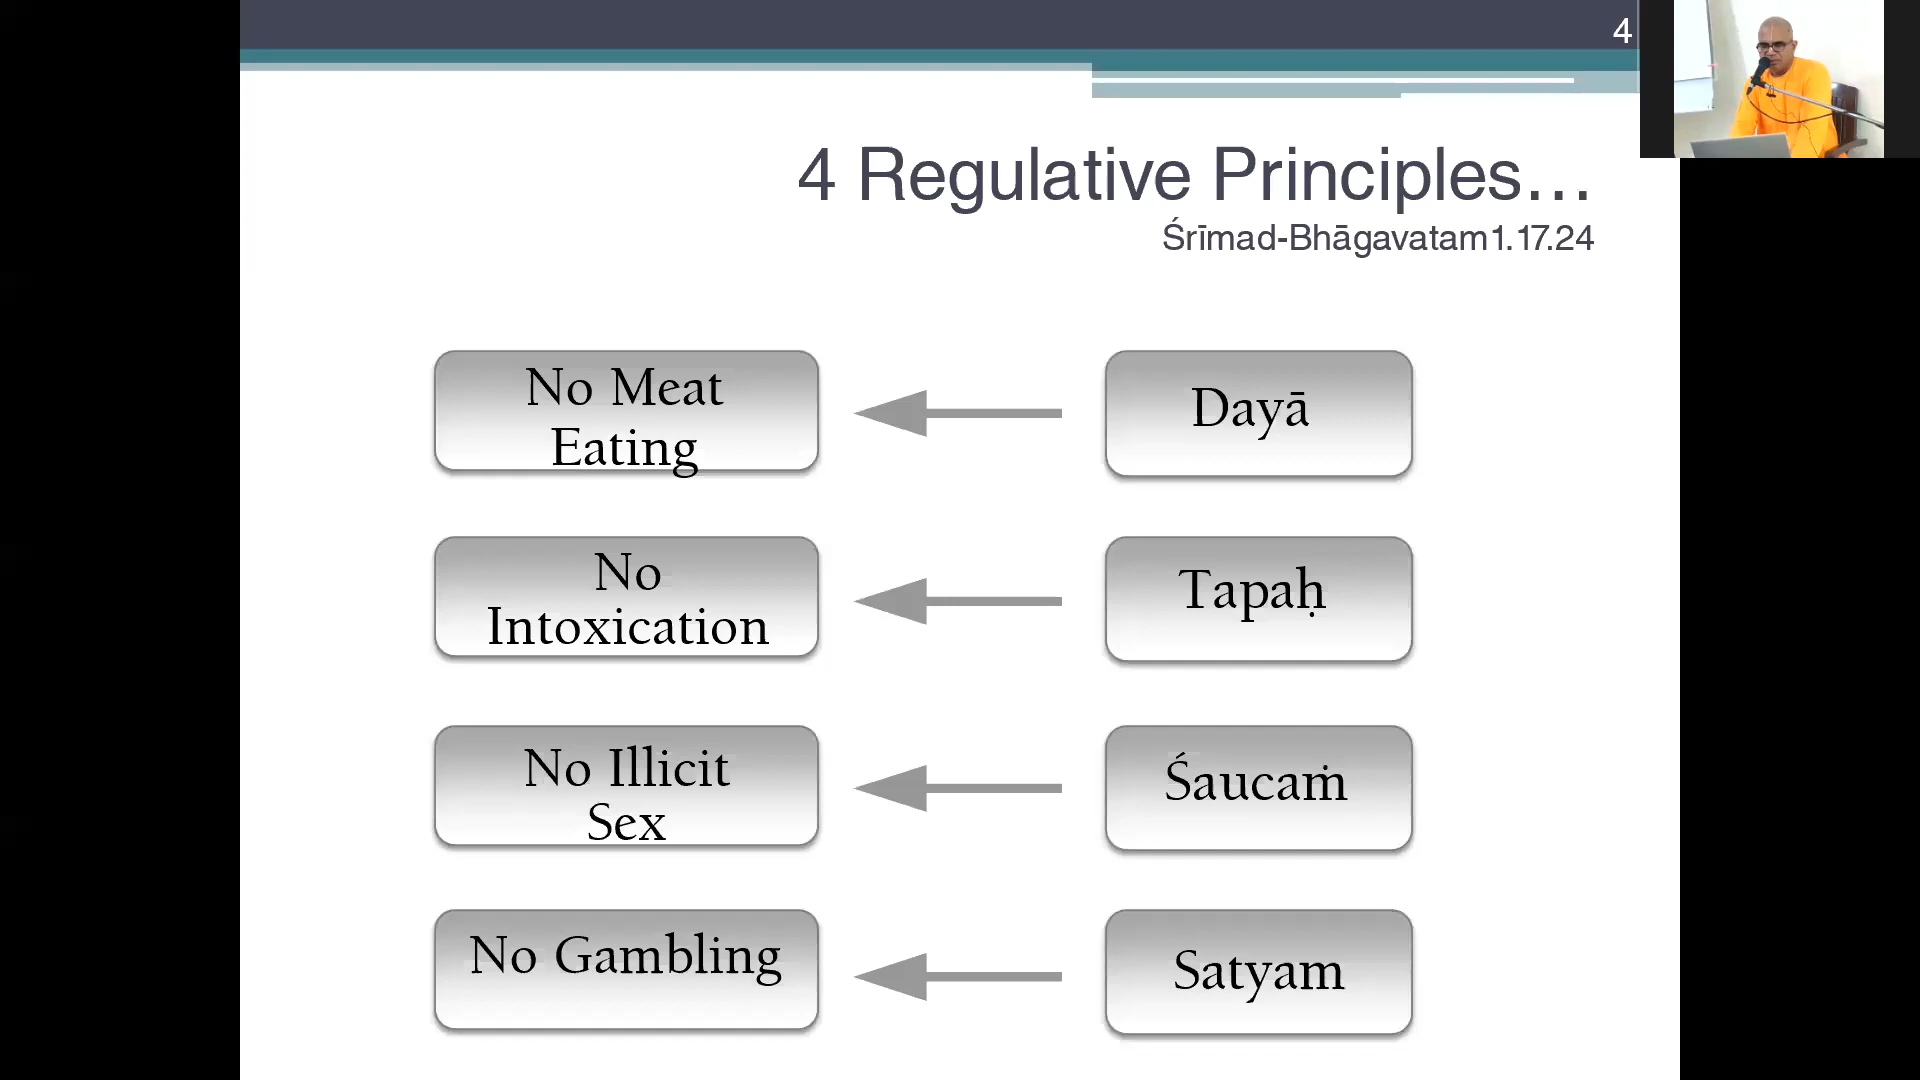 4
4 Regulative Principles…
Śrīmad-Bhāgavatam1.17.24
No Meat
Eating
Dayā
No
Intoxication
Tapaḥ
No Illicit
Sex
Śaucaṁ
No Gambling
Satyam